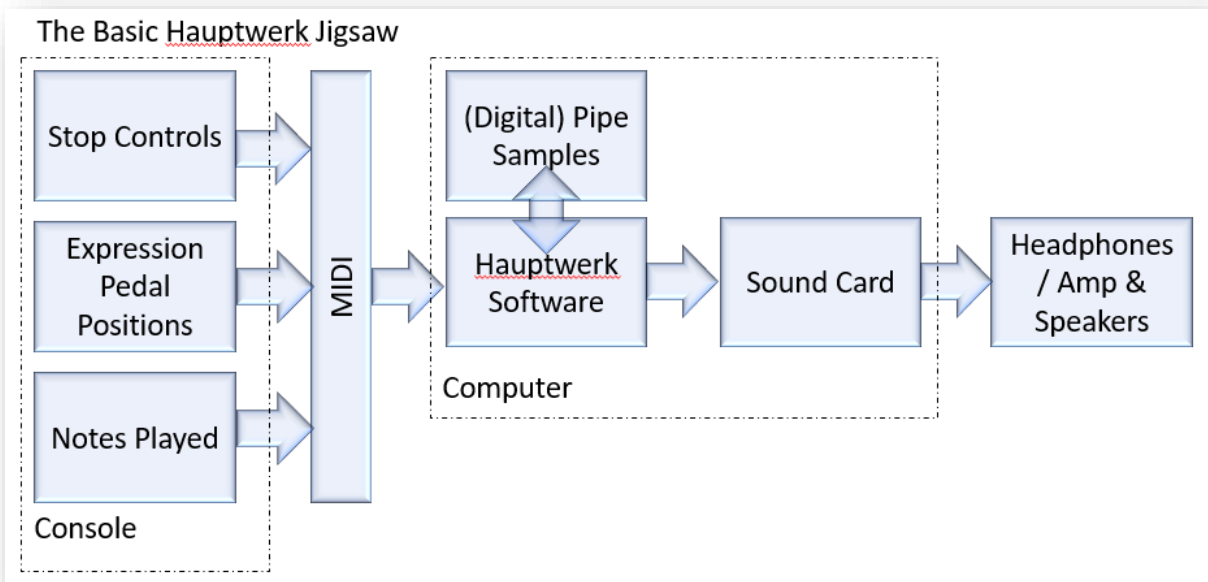 The Basic Hauptwerk Jigsaw
Stop Controls
Expression
Pedal
Positions
Notes Played
Console
MIDI
(Digital) Pipe
Samples
Hauptwerk
Software
Computer
Sound Card
Headphones
/ Amp &
Speakers